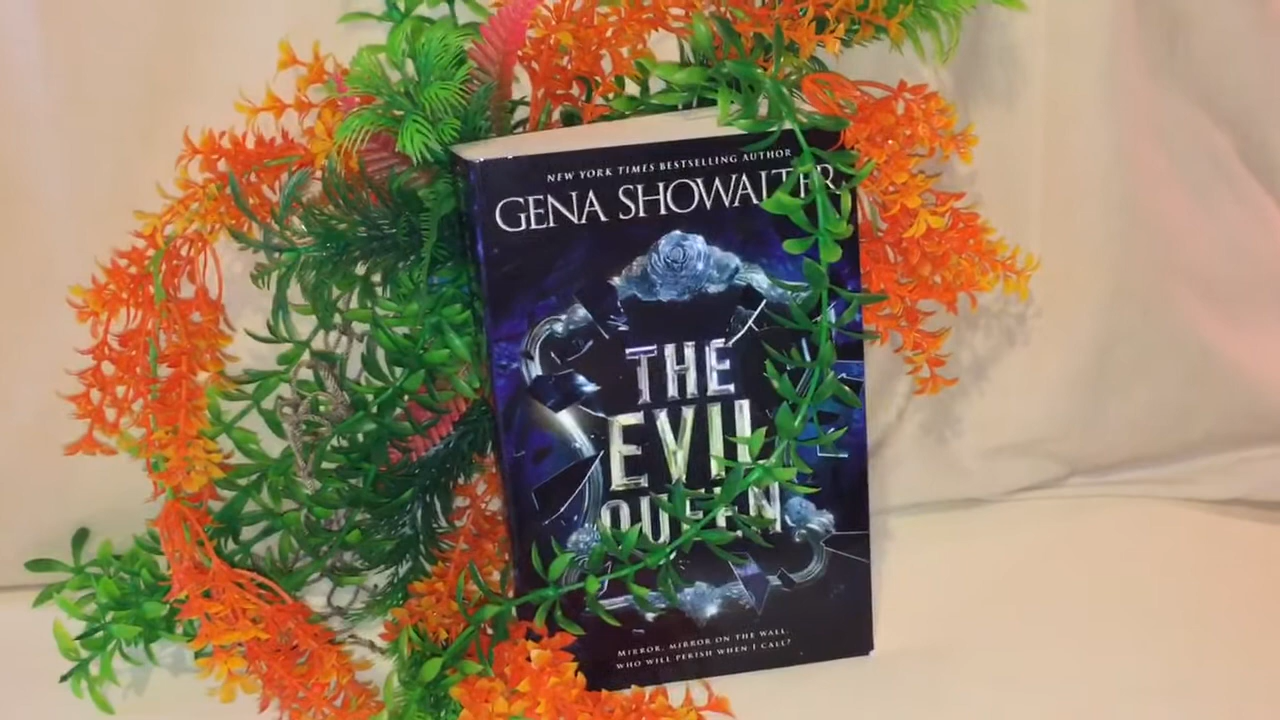 NEW YORK TIMES BESTSELLING AUTHOR
GENA SHOWALTER
THE
EVIL
QUEEN
MIRROR, MIRROR ON THE WALL,
WHO WILL PERISH WHEN I CALL?